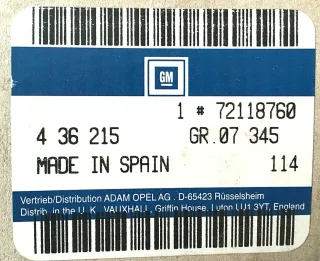 GM
1 # 72118760
4 36 215 GR.07 345
MADE IN SPAIN 114
Vertrieb/Distribution ADAM OPEL AG . D-65423 Rüsselsheim
Distrib. in the U. K. VAUXHALL, Griffin House, Luton LU1 3YT, England